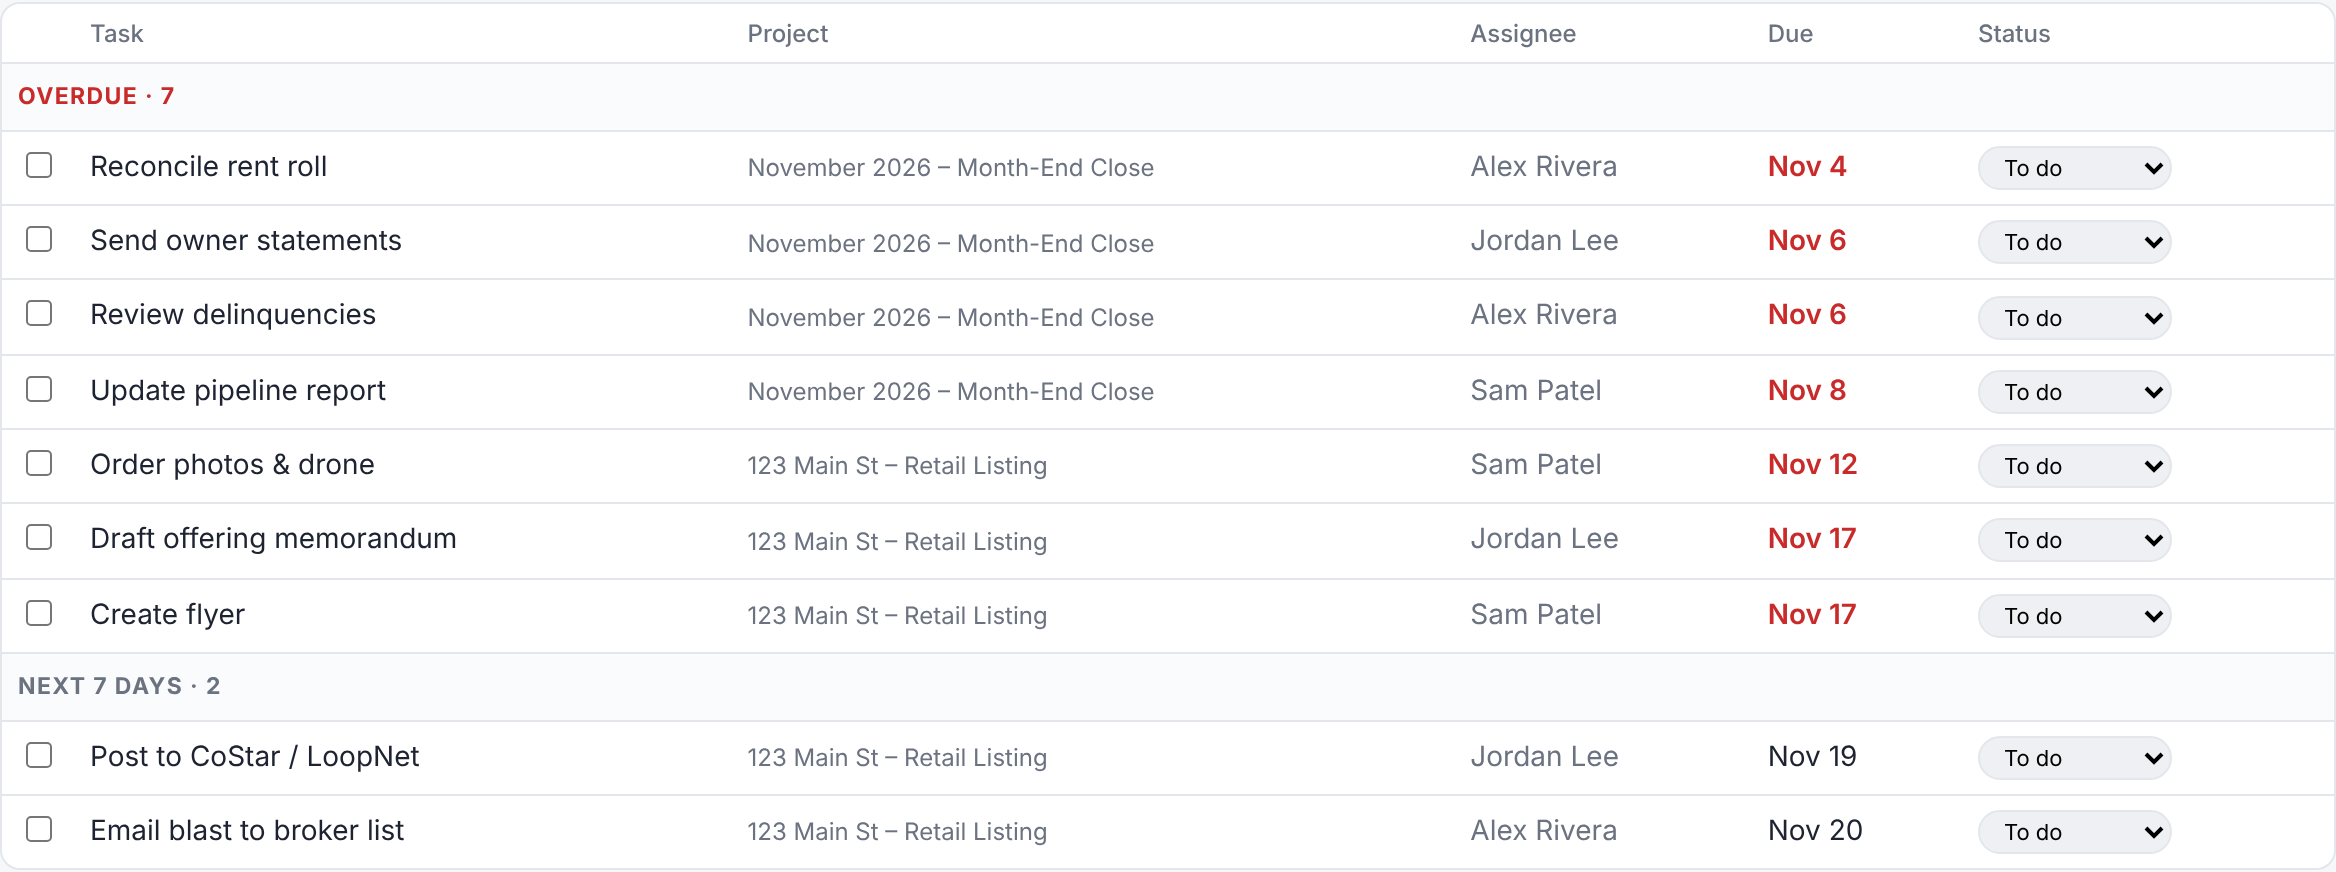 Task Project Assignee Due Status
OVERDUE · 7
Reconcile rent roll November 2026 – Month-End Close Alex Rivera Nov 4 To do
Send owner statements November 2026 – Month-End Close Jordan Lee Nov 6 To do
Review delinquencies November 2026 – Month-End Close Alex Rivera Nov 6 To do
Update pipeline report November 2026 – Month-End Close Sam Patel Nov 8 To do
Order photos & drone 123 Main St – Retail Listing Sam Patel Nov 12 To do
Draft offering memorandum 123 Main St – Retail Listing Jordan Lee Nov 17 To do
Create flyer 123 Main St – Retail Listing Sam Patel Nov 17 To do
NEXT 7 DAYS · 2
Post to CoStar / LoopNet 123 Main St – Retail Listing Jordan Lee Nov 19 To do
Email blast to broker list 123 Main St – Retail Listing Alex Rivera Nov 20 To do